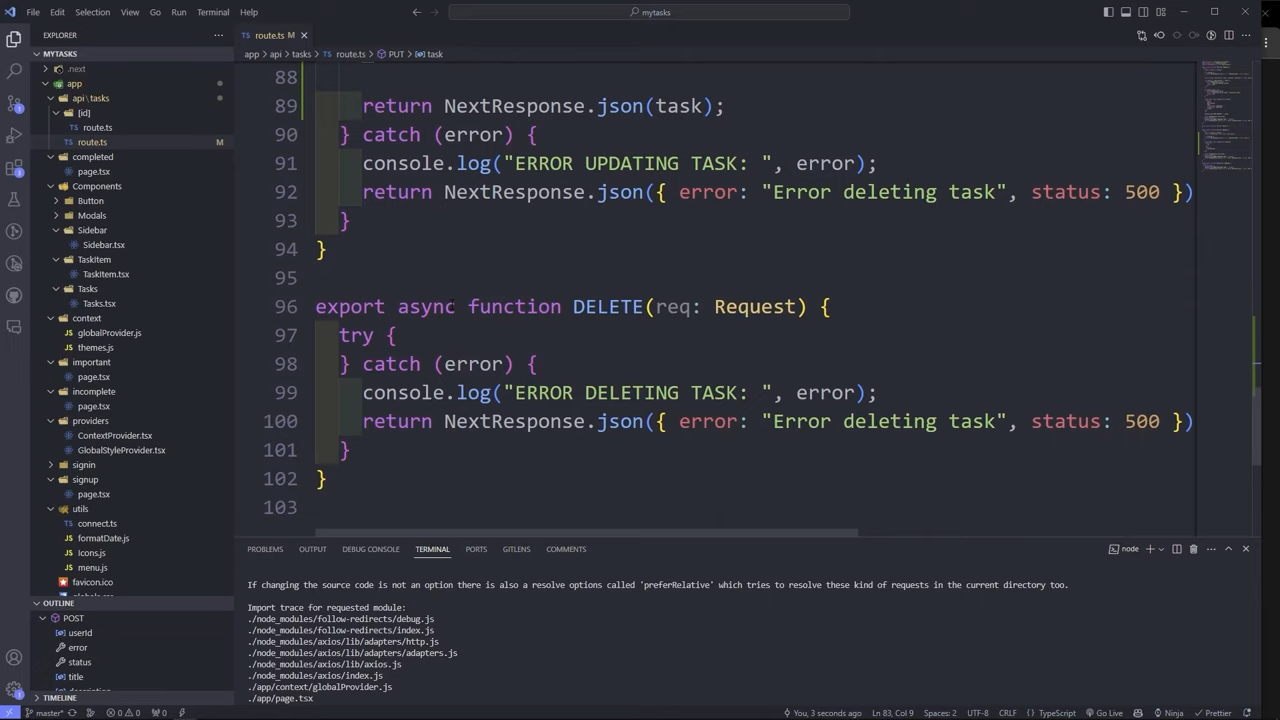 File
Edit
Selection
View
Go
Run
Terminal
Help
mytasks
EXPLORER
MYTASKS
.next
app
api \ tasks
[id]
route.ts
route.ts M
completed
page.tsx
Components
Button
Modals
Sidebar
Sidebar.tsx
TaskItem
TaskItem.tsx
Tasks
Tasks.tsx
context
globalProvider.js
themes.js
important
page.tsx
incomplete
page.tsx
providers
ContextProvider.tsx
GlobalStyleProvider.tsx
signin
signup
page.tsx
utils
connect.ts
formatDate.js
Icons.js
menu.js
favicon.ico
OUTLINE
POST
userId
error
status
title
TIMELINE
TS route.ts M
app > api > tasks > TS route.ts > PUT > task
88
89 return NextResponse.json(task);
90 } catch (error) {
91 console.log("ERROR UPDATING TASK: ", error);
92 return NextResponse.json({ error: "Error deleting task", status: 500 })
93 }
94 }
95
96 export async function DELETE(req: Request) {
97 try {
98 } catch (error) {
99 console.log("ERROR DELETING TASK: ", error);
100 return NextResponse.json({ error: "Error deleting task", status: 500 })
101 }
102 }
103
PROBLEMS OUTPUT DEBUG CONSOLE TERMINAL PORTS GITLENS COMMENTS
node
If changing the source code is not an option there is also a resolve options called 'preferRelative' which tries to resolve these kind of requests in the current directory too.
Import trace for requested module:
./node_modules/follow-redirects/debug.js
./node_modules/follow-redirects/index.js
./node_modules/axios/lib/adapters/http.js
./node_modules/axios/lib/adapters/adapters.js
./node_modules/axios/lib/axios.js
./node_modules/axios/index.js
./app/context/globalProvider.js
./app/page.tsx
master* 0 0 0 You, 3 seconds ago Ln 83, Col 9 Spaces: 2 UTF-8 CRLF TypeScript Go Live Ninja Prettier